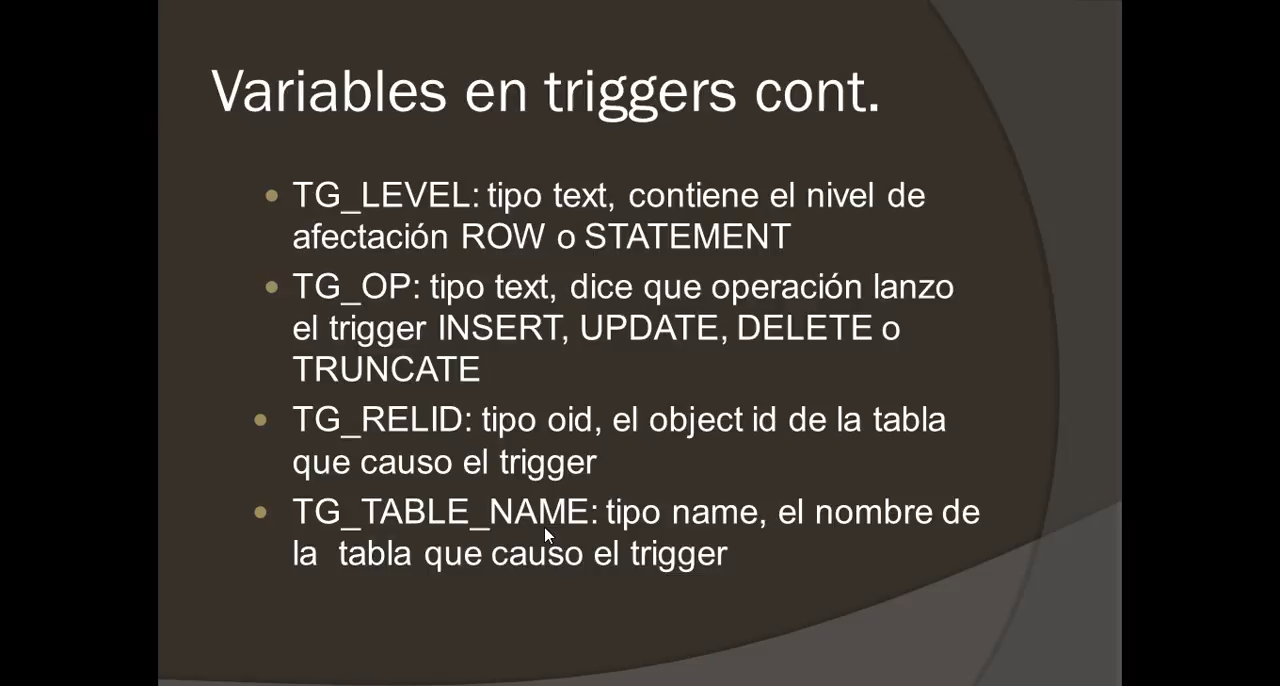 Variables en triggers cont.
TG_LEVEL: tipo text, contiene el nivel de
afectación ROW o STATEMENT
TG_OP: tipo text, dice que operación lanzo
el trigger INSERT, UPDATE, DELETE o
TRUNCATE
TG_RELID: tipo oid, el object id de la tabla
que causo el trigger
TG_TABLE_NAME: tipo name, el nombre de
la tabla que causo el trigger